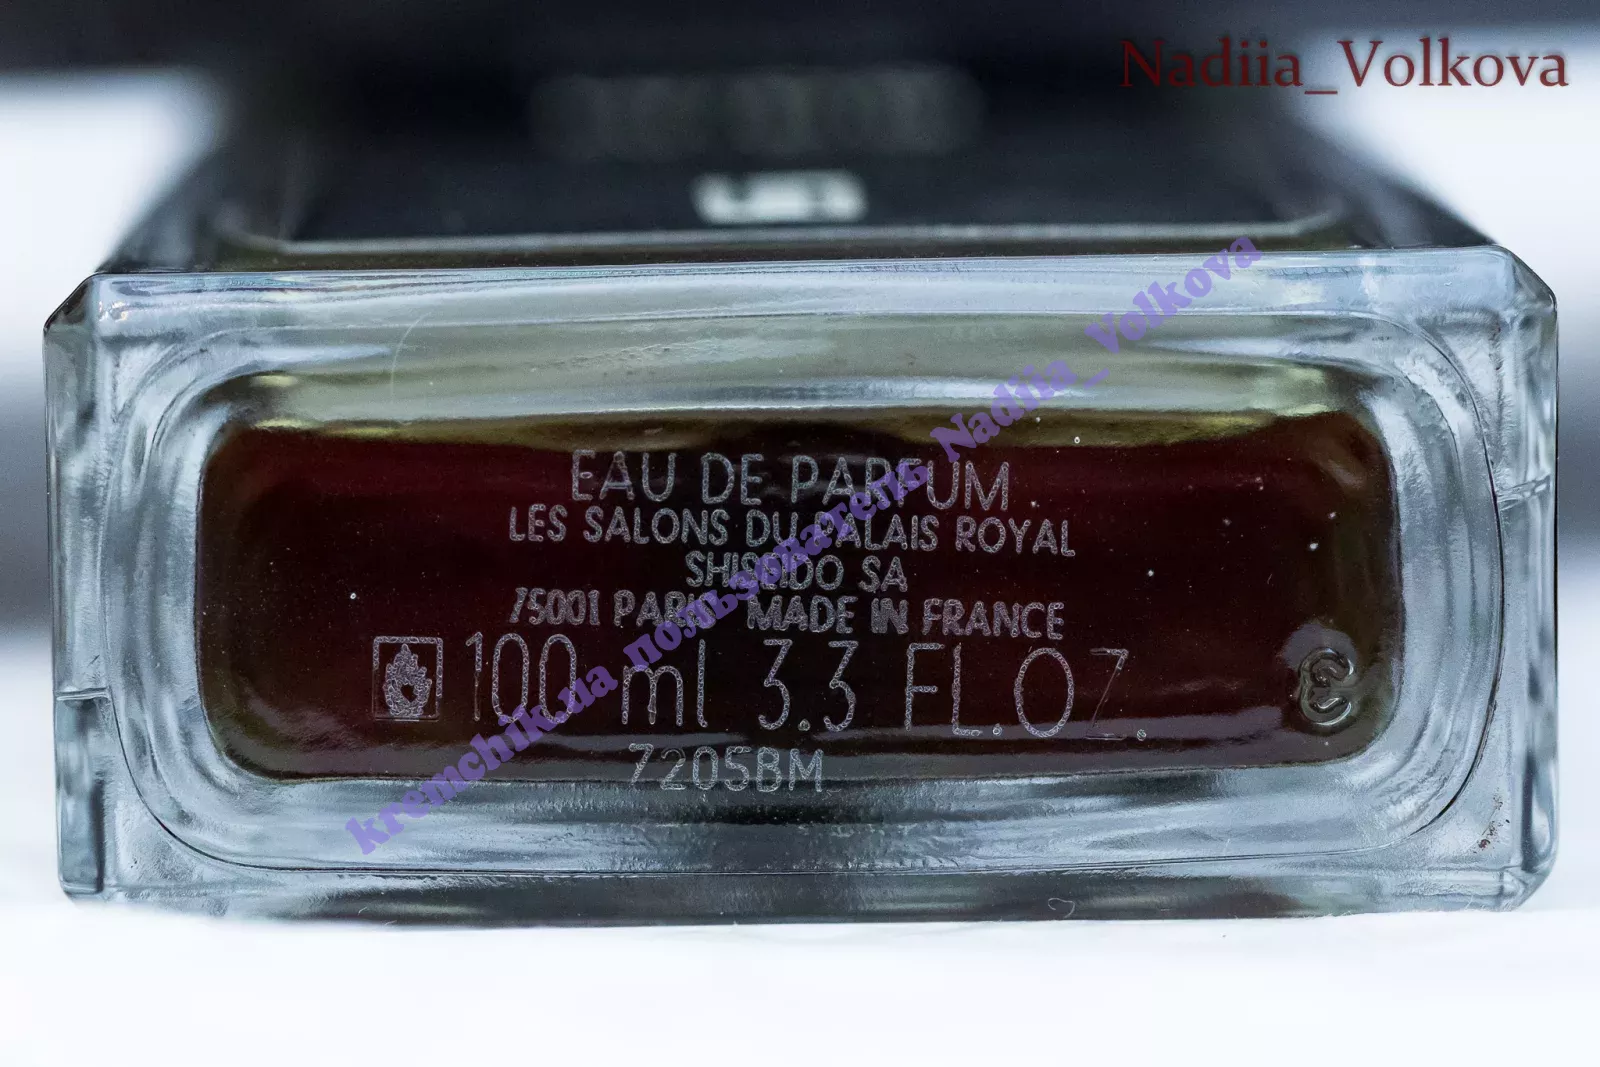 Nadiia_Volkova
EAU DE PARFUM
LES SALONS DU PALAIS ROYAL
SHISEIDO SA
75001 PARIS MADE IN FRANCE
100 ml 3.3 FL.OZ.
7205BM
kremchik.ua пользователь Nadiia_Volkova